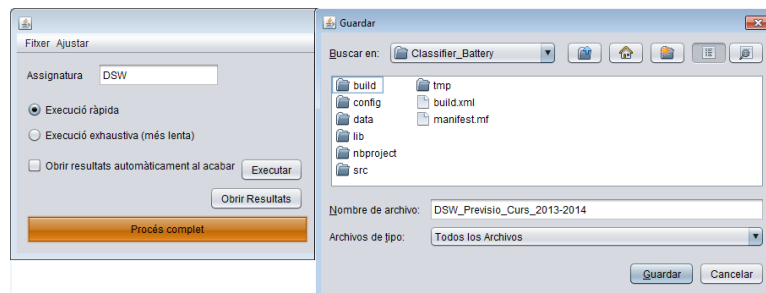 Fitxer Ajustar
Assignatura DSW
Execució ràpida
Execució exhaustiva (més lenta)
Obrir resultats automàticament al acabar Executar
Obrir Resultats
Procés complet
Guardar
Buscar en: Classifier_Battery
build tmp
config build.xml
data manifest.mf
lib
nbproject
src
Nombre de archivo: DSW_Previsio_Curs_2013-2014
Archivos de tipo: Todos los Archivos
Guardar Cancelar